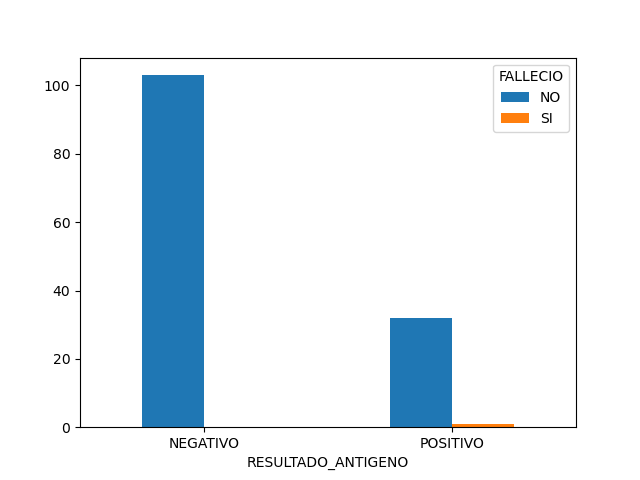 FALLECIO
NO
SI
100
80
60
40
20
0
NEGATIVO
POSITIVO
RESULTADO_ANTIGENO